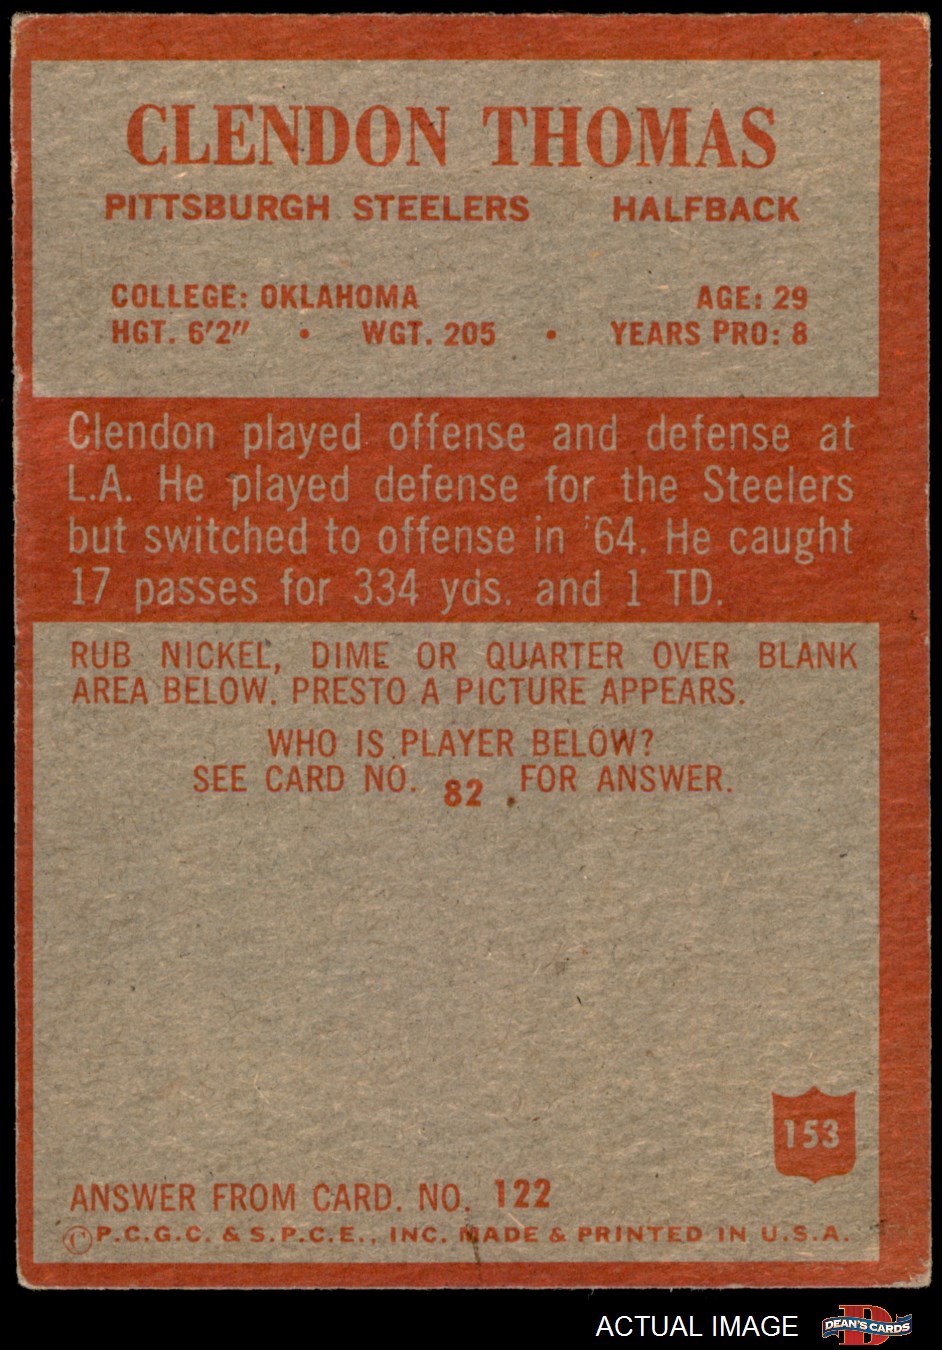 CLENDON THOMAS
PITTSBURGH STEELERS HALFBACK
COLLEGE: OKLAHOMA AGE: 29
HGT. 6'2" • WGT. 205 • YEARS PRO: 8
Clendon played offense and defense at
L.A. He played defense for the Steelers
but switched to offense in '64. He caught
17 passes for 334 yds. and 1 TD.
RUB NICKEL, DIME OR QUARTER OVER BLANK
AREA BELOW. PRESTO A PICTURE APPEARS.
WHO IS PLAYER BELOW?
SEE CARD NO. 82 FOR ANSWER.
153
ANSWER FROM CARD. NO. 122
© P.C.G.C. & S.P.C.E., INC. MADE & PRINTED IN U.S.A.
ACTUAL IMAGE D DEAN'S CARDS